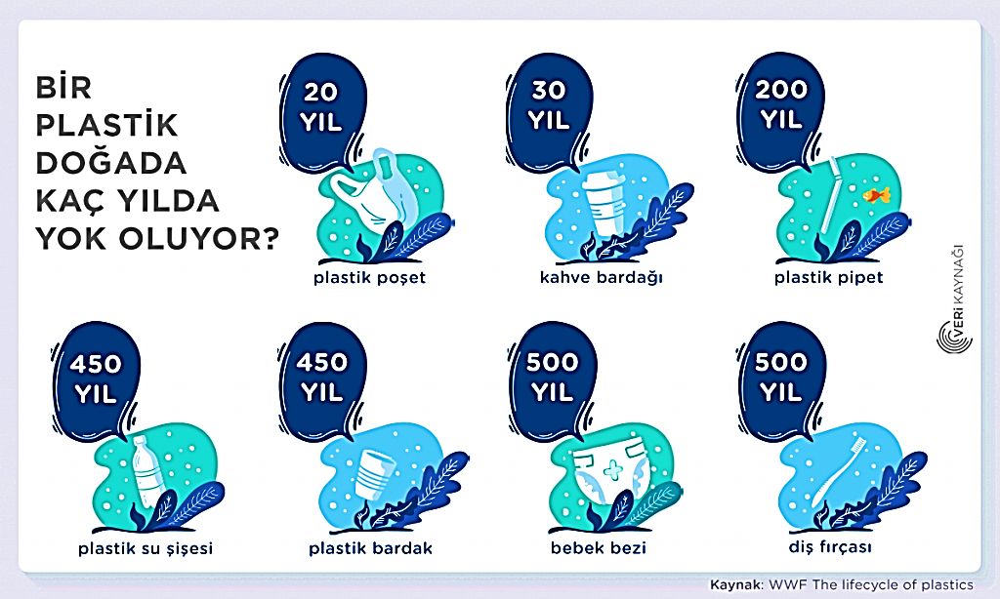 BİR
PLASTİK
DOĞADA
KAÇ YILDA
YOK OLUYOR?
20
YIL
plastik poşet
30
YIL
kahve bardağı
200
YIL
plastik pipet
450
YIL
plastik su şişesi
450
YIL
plastik bardak
500
YIL
bebek bezi
500
YIL
diş fırçası
VERİ KAYNAĞI
Kaynak: WWF The lifecycle of plastics